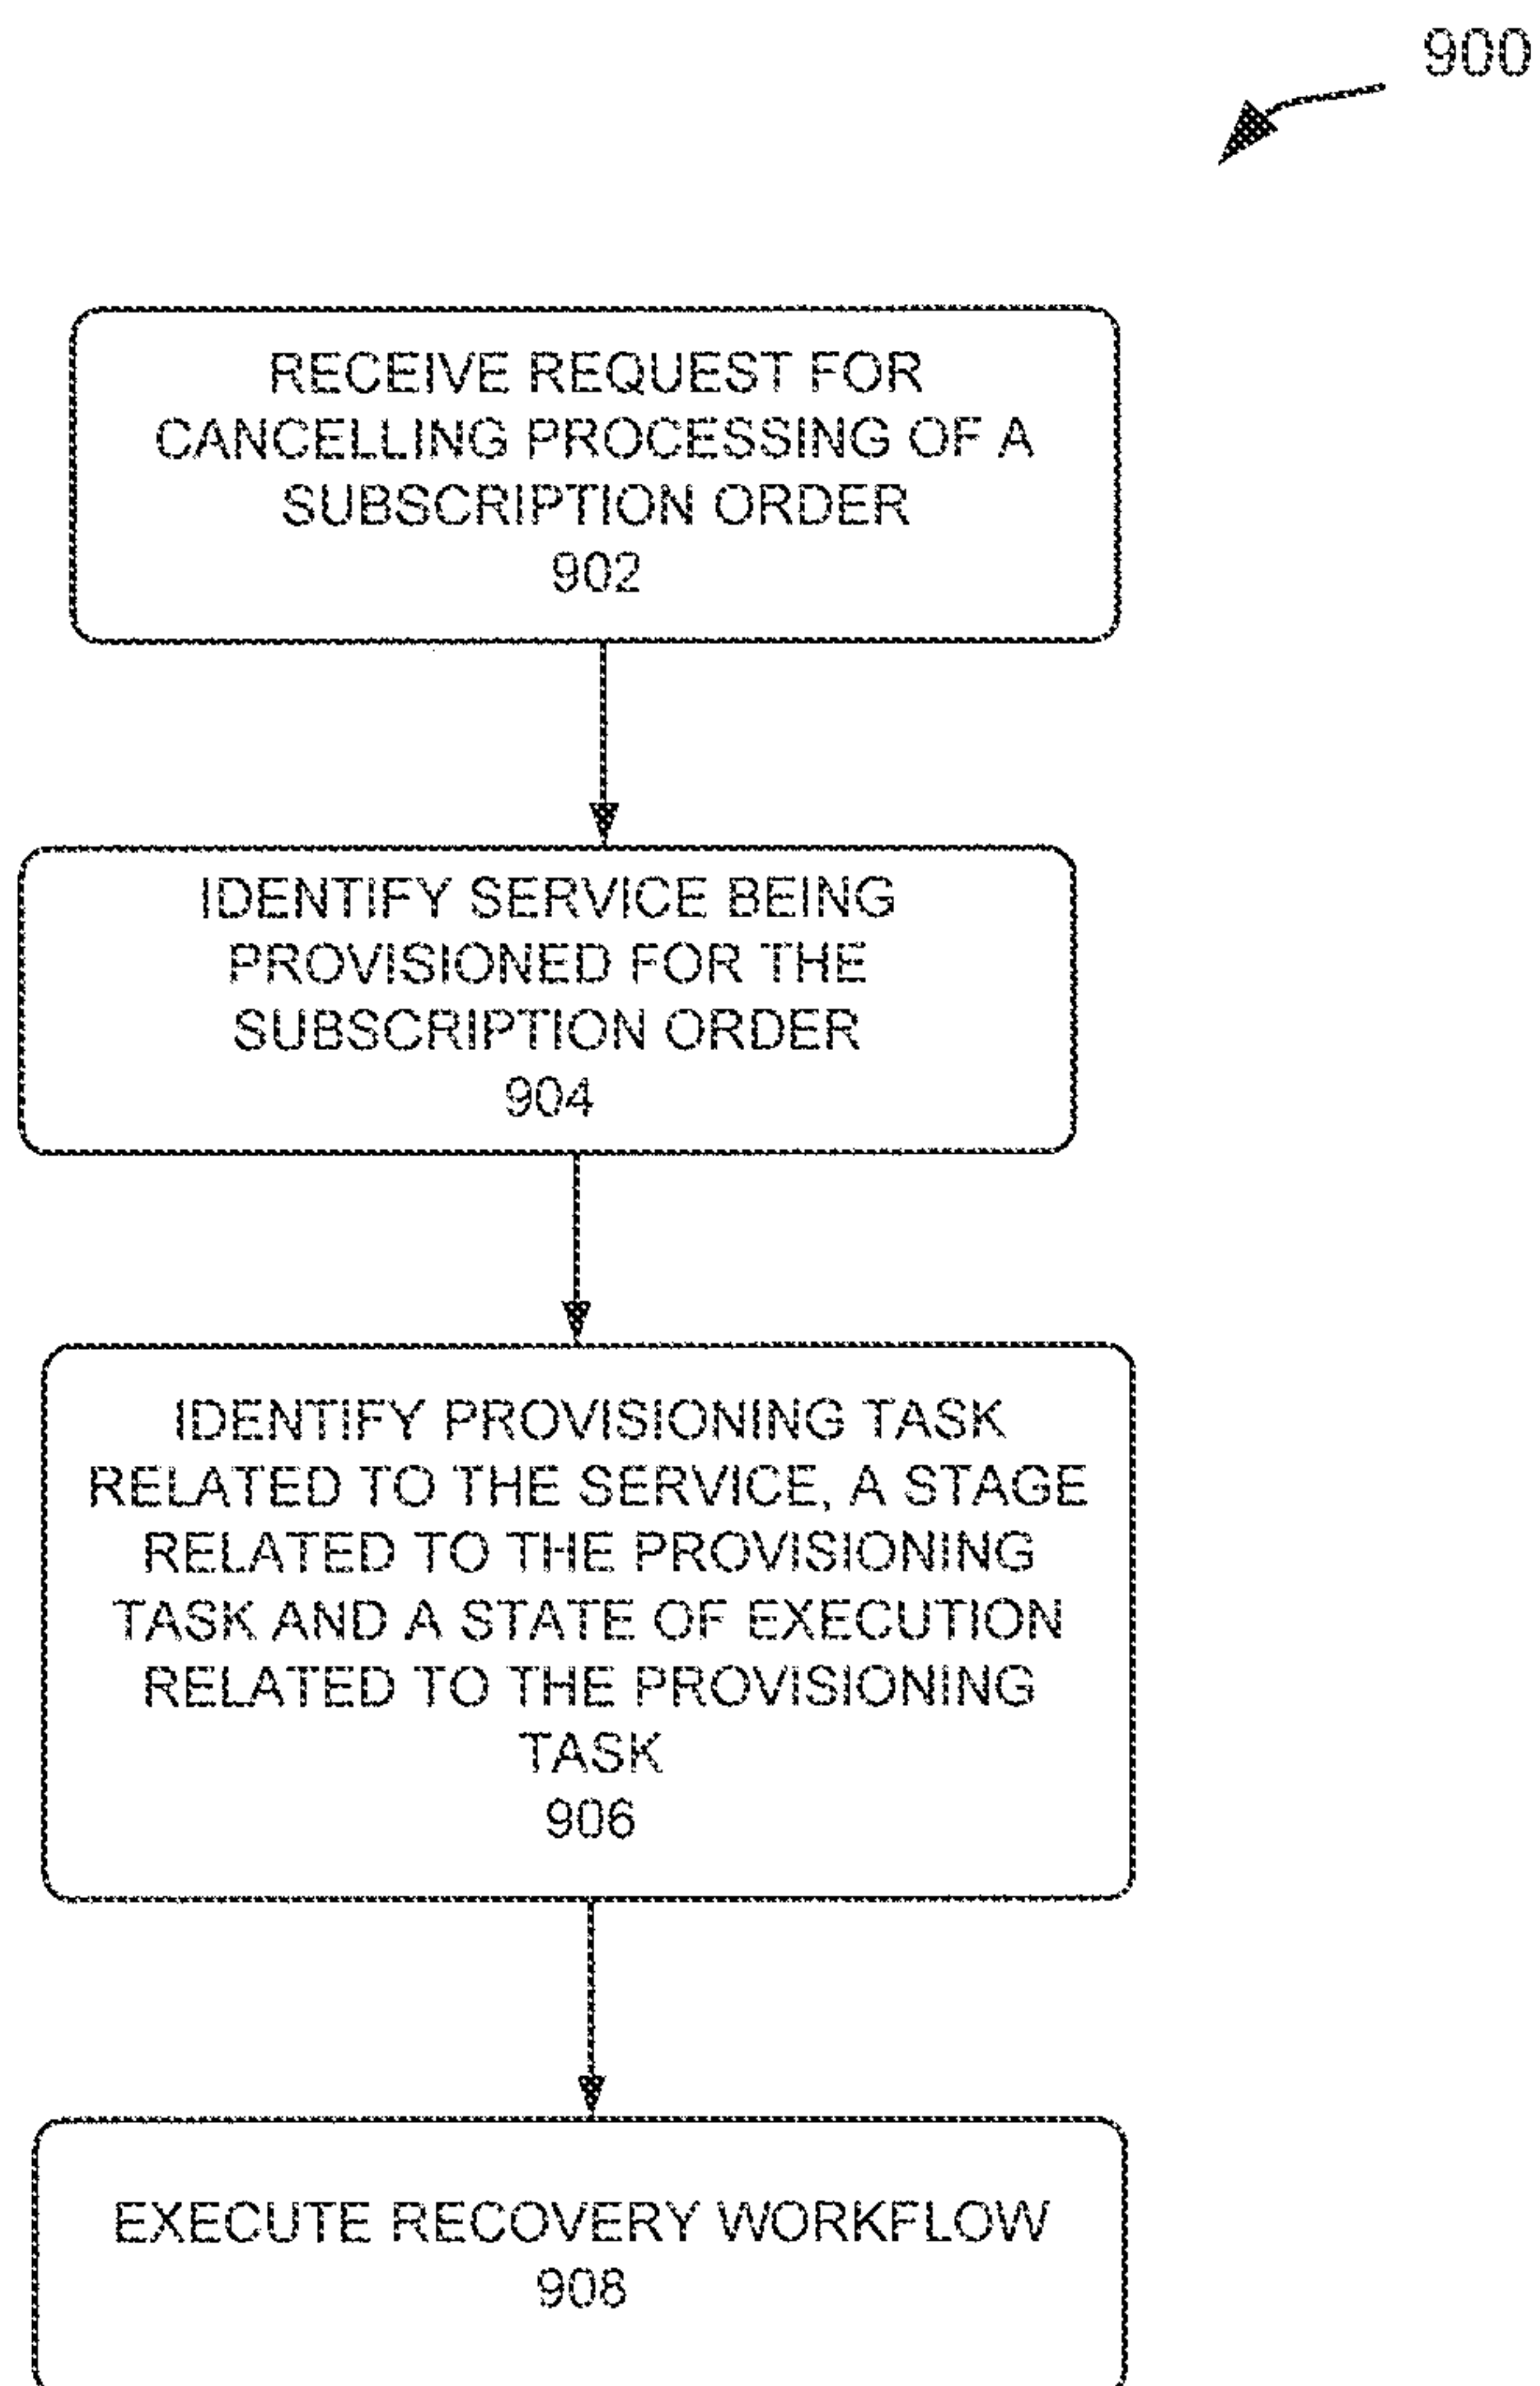 900
RECEIVE REQUEST FOR
CANCELLING PROCESSING OF A
SUBSCRIPTION ORDER
902
IDENTIFY SERVICE BEING
PROVISIONED FOR THE
SUBSCRIPTION ORDER
904
IDENTIFY PROVISIONING TASK
RELATED TO THE SERVICE, A STAGE
RELATED TO THE PROVISIONING
TASK AND A STATE OF EXECUTION
RELATED TO THE PROVISIONING
TASK
906
EXECUTE RECOVERY WORKFLOW
908